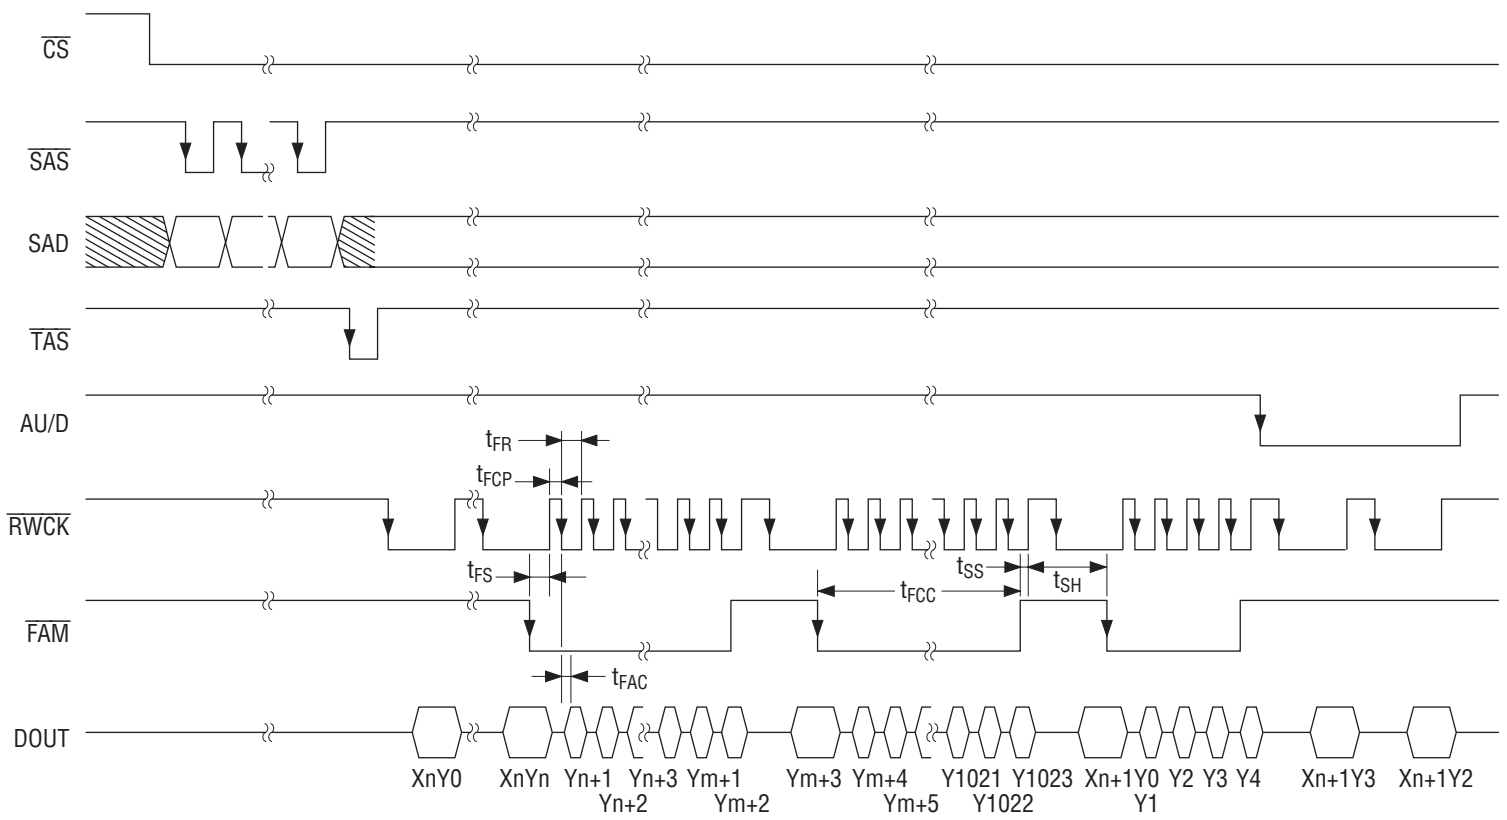 CS
SAS
SAD
TAS
AU/D
tFR
tFCP
RWCK
tFS
tSS
tSH
tFCC
FAM
tFAC
DOUT
XnY0 XnYn Yn+1 Yn+3 Ym+1 Ym+3 Ym+4 Y1021 Y1023 Xn+1Y0 Y2 Y3 Y4 Xn+1Y3 Xn+1Y2
Yn+2 Ym+2 Ym+5 Y1022 Y1